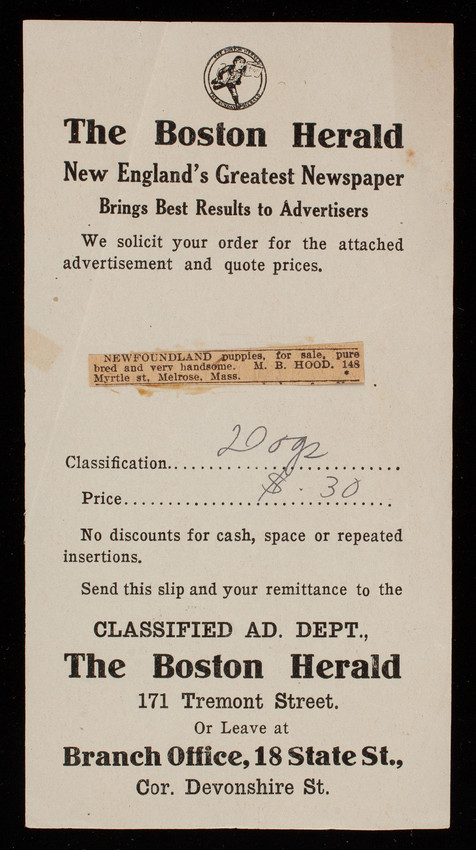 The Boston Herald
New England's Greatest Newspaper
Brings Best Results to Advertisers
We solicit your order for the attached
advertisement and quote prices.
NEWFOUNDLAND puppies, for sale, pure
bred and very handsome. M. B. HOOD. 148
Myrtle st, Melrose, Mass.
Classification.. Dogs
Price... $ .30
No discounts for cash, space or repeated
insertions.
Send this slip and your remittance to the
CLASSIFIED AD. DEPT.,
The Boston Herald
171 Tremont Street.
Or Leave at
Branch Office, 18 State St.,
Cor. Devonshire St.